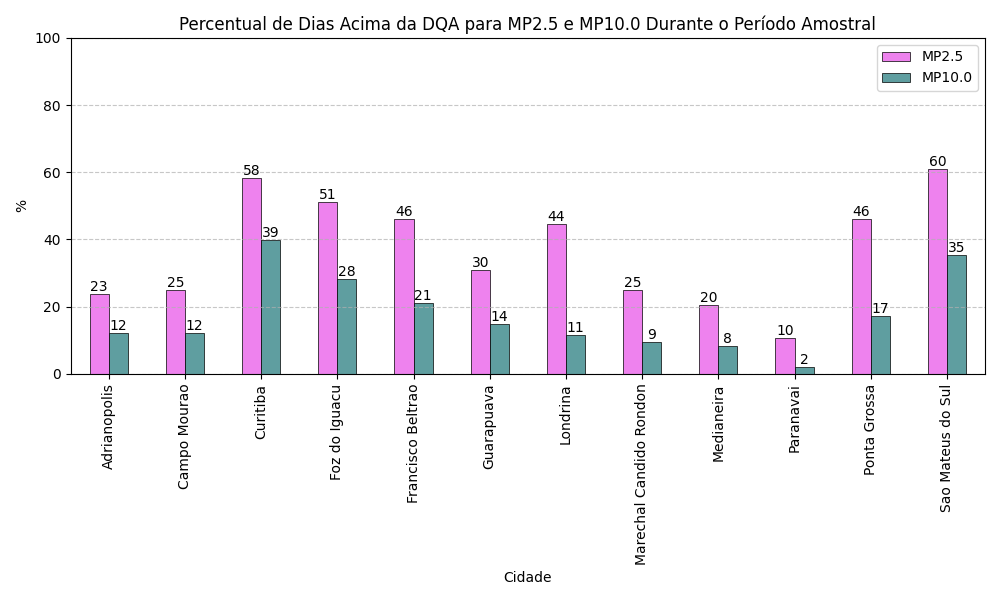 Percentual de Dias Acima da DQA para MP2.5 e MP10.0 Durante o Período Amostral
MP2.5
MP10.0
%
100
80
60
40
20
0
23
12
25
12
58
39
51
28
46
21
30
14
44
11
25
9
20
8
10
2
46
17
60
35
Adrianopolis
Campo Mourao
Curitiba
Foz do Iguacu
Francisco Beltrao
Guarapuava
Londrina
Marechal Candido Rondon
Medianeira
Paranavai
Ponta Grossa
Sao Mateus do Sul
Cidade